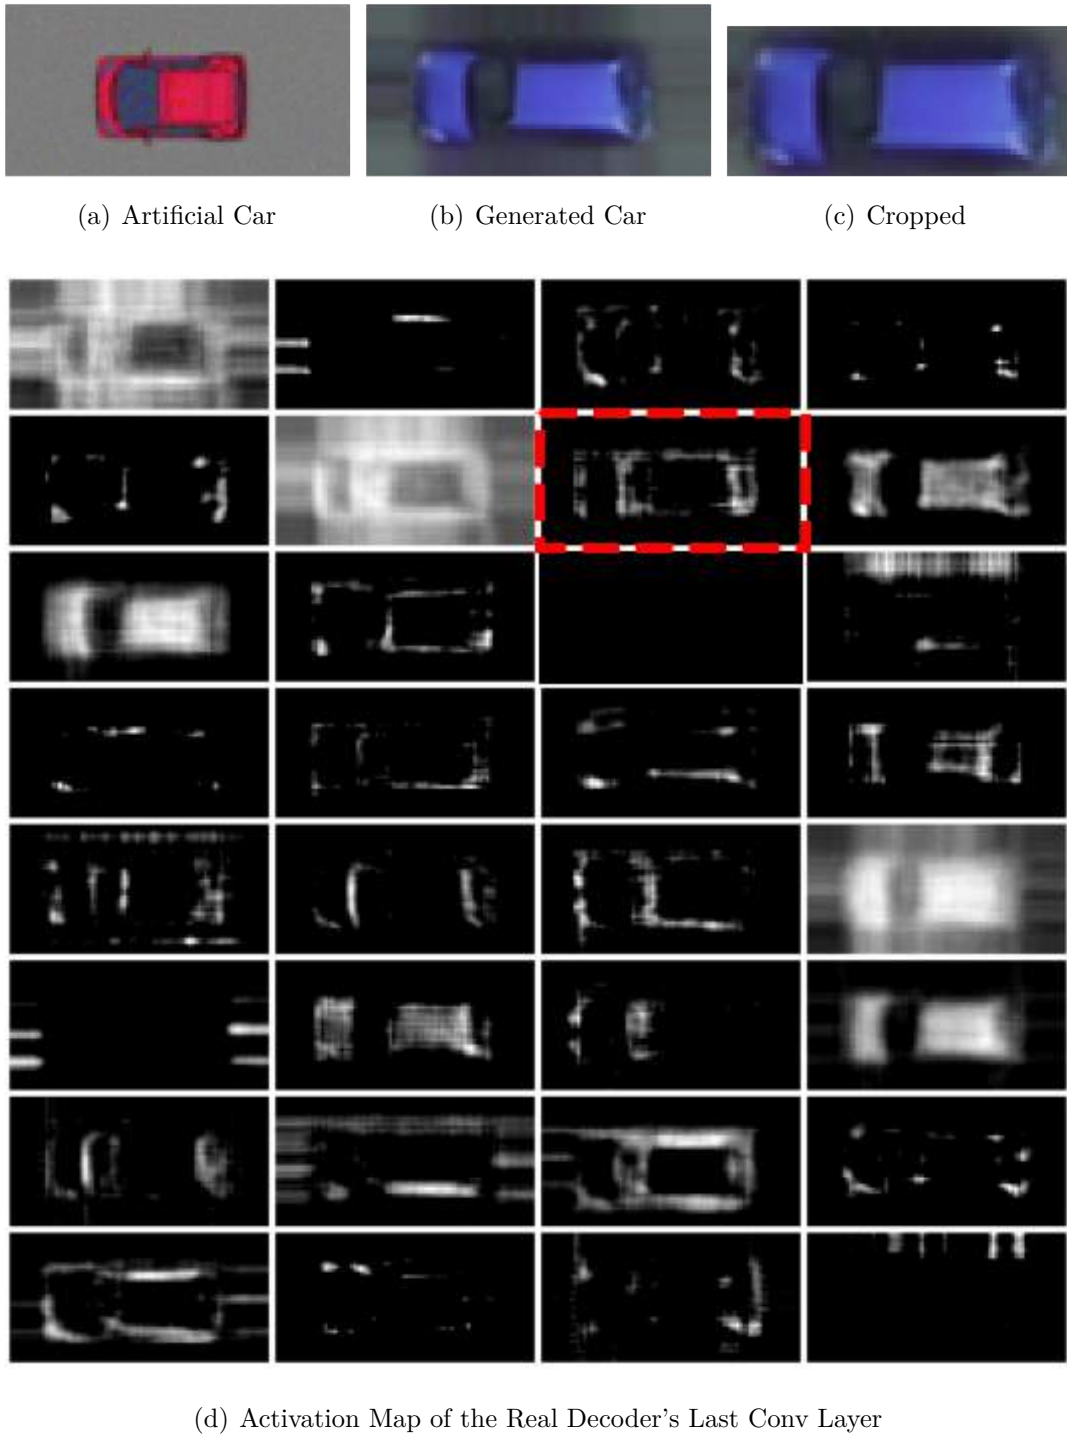 (a) Artificial Car
(b) Generated Car
(c) Cropped
(d) Activation Map of the Real Decoder's Last Conv Layer